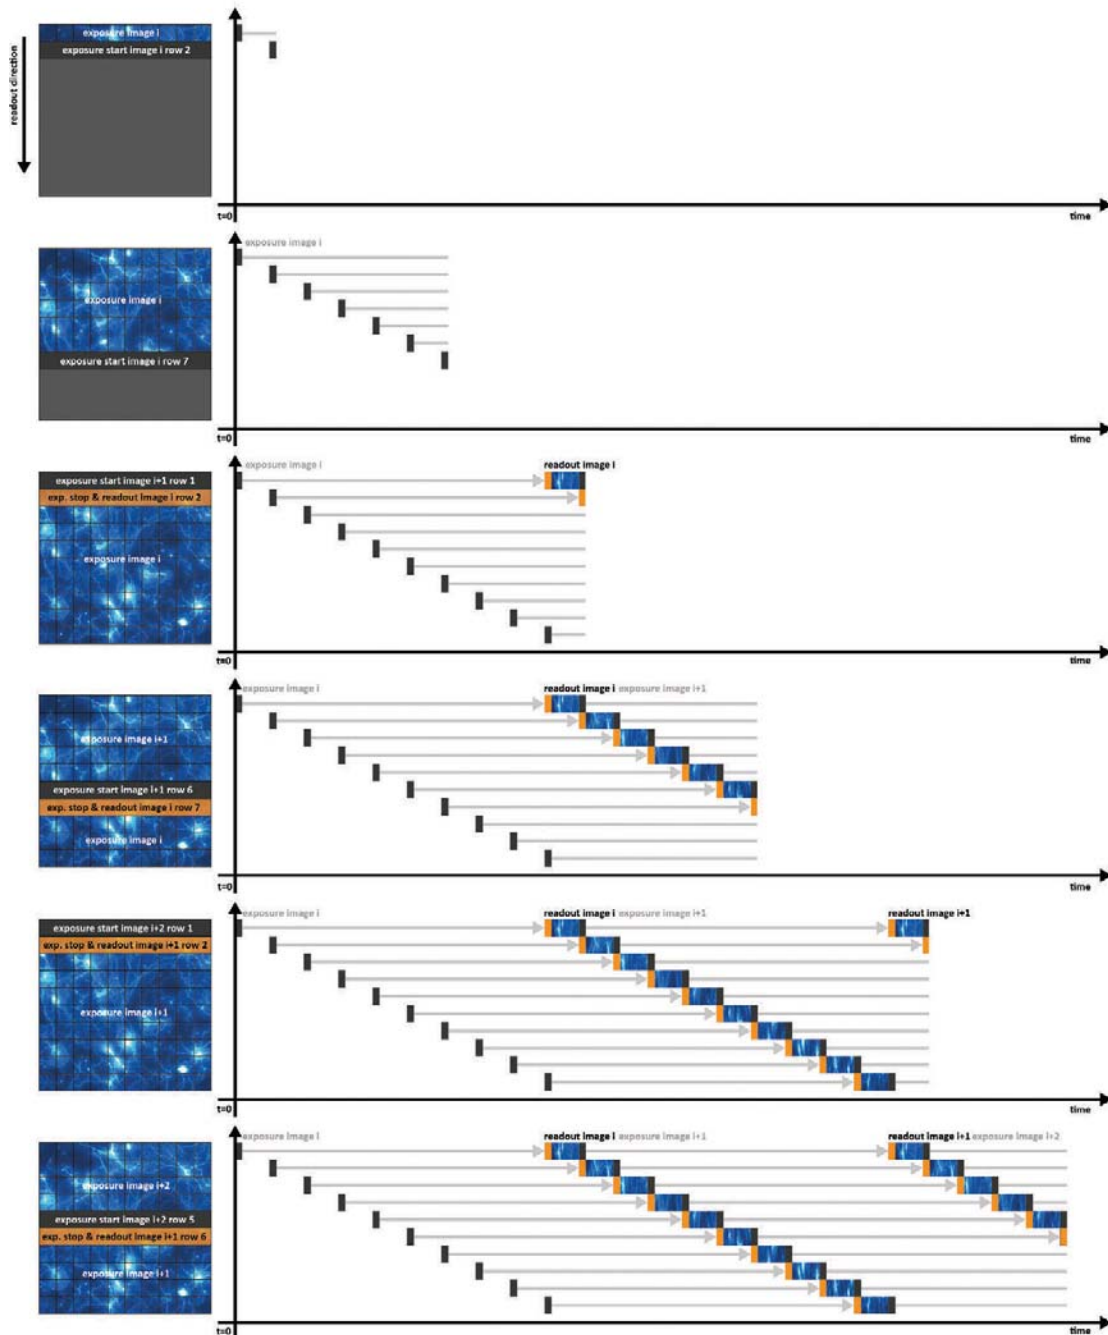 exposure image i
exposure start image i row 2
readout direction
t=0
time
exposure image i
exposure image i
exposure start image i row 7
t=0
time
exposure image i
readout image i
exposure start image i+1 row 1
exp. stop & readout image i row 2
exposure image i
t=0
time
exposure image i
readout image i exposure image i+1
exposure image i+1
exposure start image i+1 row 6
exp. stop & readout image i row 7
exposure image i
t=0
time
exposure image i
readout image i exposure image i+1
readout image i+1
exposure start image i+2 row 1
exp. stop & readout image i+1 row 2
exposure image i+1
t=0
time
exposure image i
readout image i exposure image i+1
readout image i+1 exposure image i+2
exposure image i+2
exposure start image i+2 row 5
exp. stop & readout image i+1 row 6
exposure image i+1
t=0
time